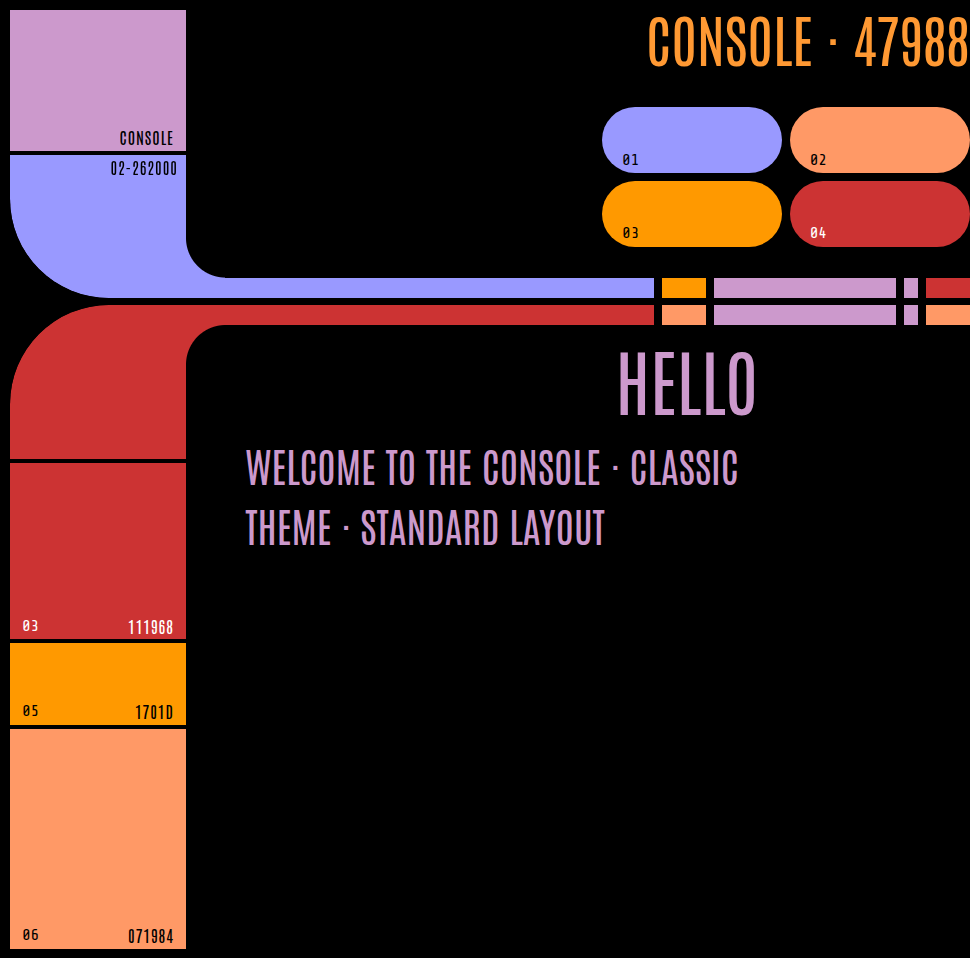 CONSOLE · 47988
CONSOLE
02-262000
01
02
03
04
HELLO
WELCOME TO THE CONSOLE · CLASSIC
THEME · STANDARD LAYOUT
03 111968
05 1701D
06 071984